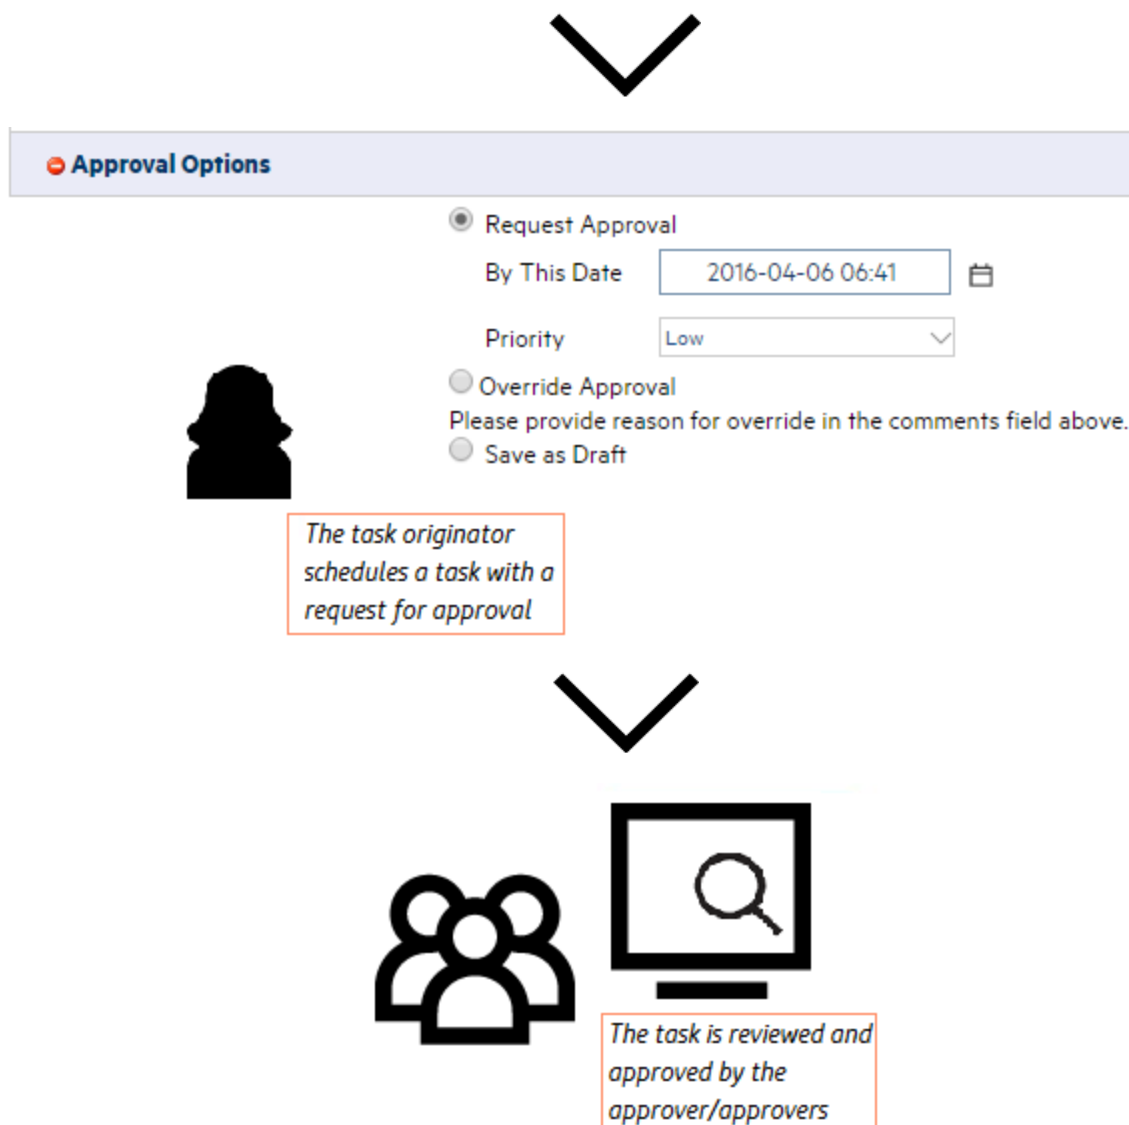 Approval Options
Request Approval
By This Date 2016-04-06 06:41
Priority Low
Override Approval
Please provide reason for override in the comments field above.
Save as Draft
The task originator
schedules a task with a
request for approval
The task is reviewed and
approved by the
approver/approvers